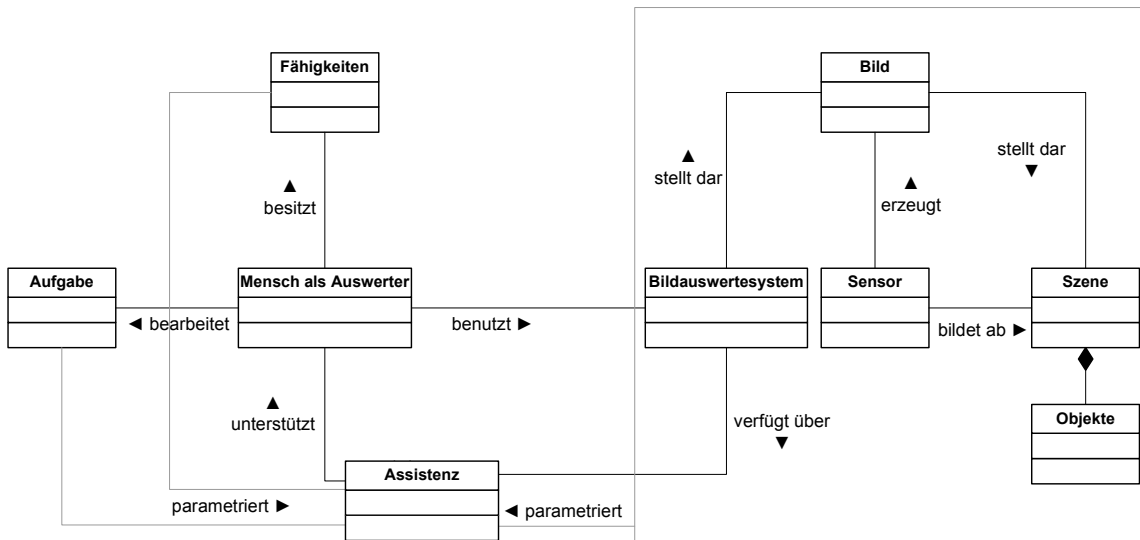 Fähigkeiten
Bild
▲
stellt dar
stellt dar
▼
▲
besitzt
▲
erzeugt
Aufgabe
Mensch als Auswerter
Bildauswertesystem
Sensor
Szene
◄ bearbeitet
benutzt ►
bildet ab ►
▲
unterstützt
verfügt über
▼
Objekte
Assistenz
parametriert ►
◄ parametriert